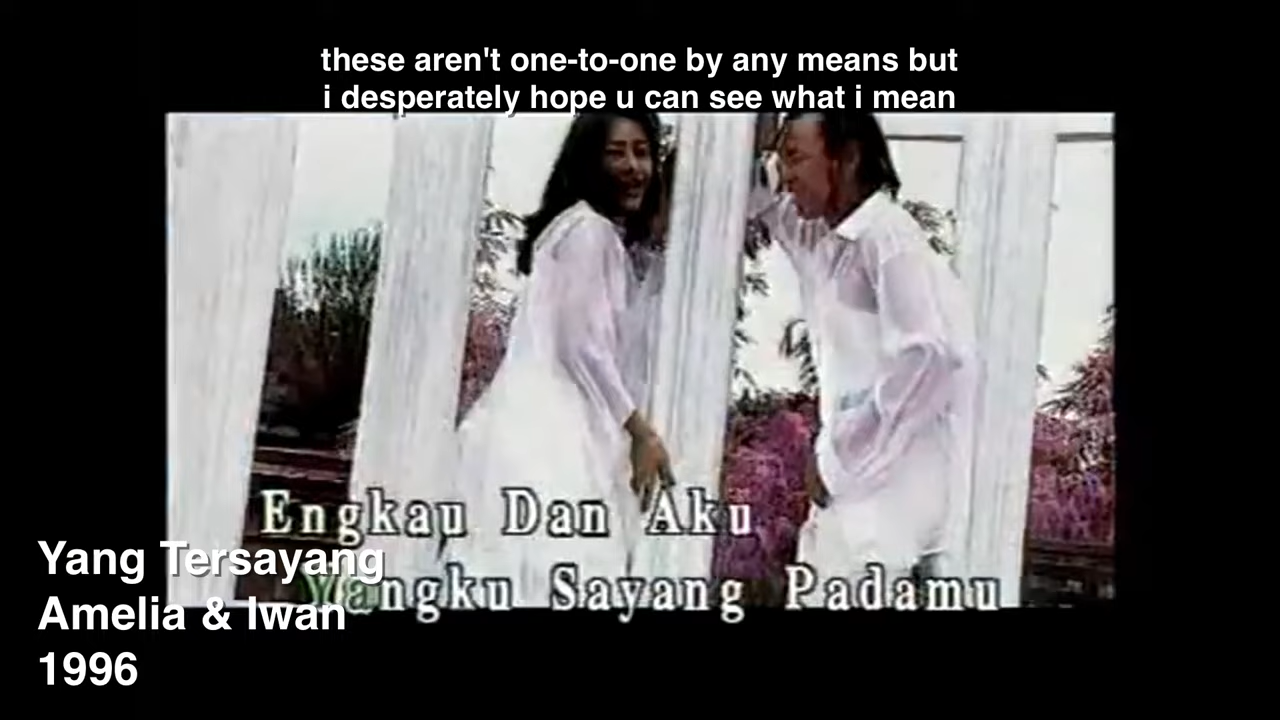 these aren't one-to-one by any means but
i desperately hope u can see what i mean
Engkau Dan Aku
Yangku Sayang Padamu
Yang Tersayang
Amelia & Iwan
1996